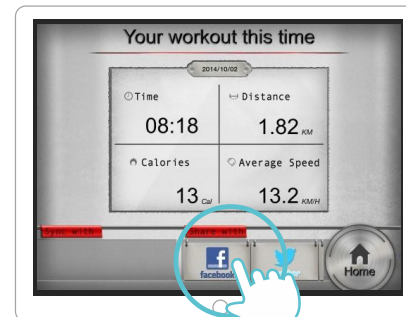 Your workout this time
2014/10/02
Time
Distance
08:18
1.82 KM
Calories
Average Speed
13 Cal
13.2 KM/H
Sync with
Share with
facebook
Home